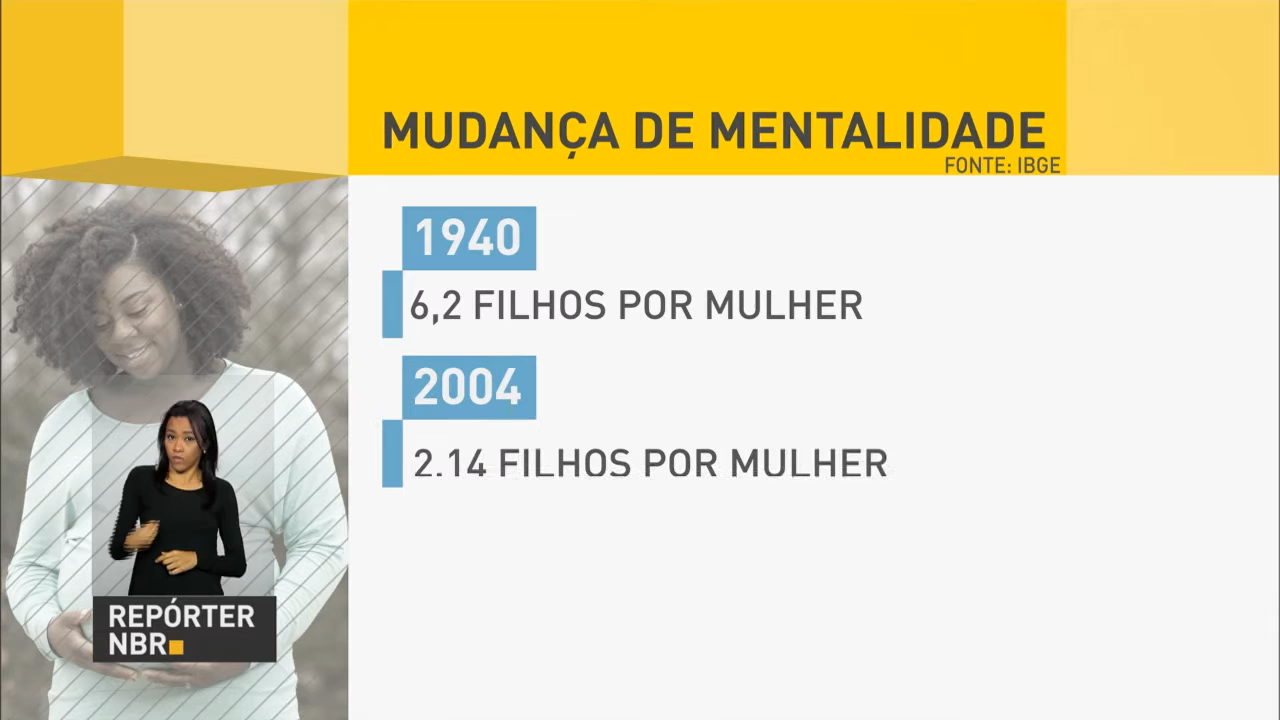 MUDANÇA DE MENTALIDADE
FONTE: IBGE
1940
6,2 FILHOS POR MULHER
2004
2.14 FILHOS POR MULHER
REPÓRTER
NBR